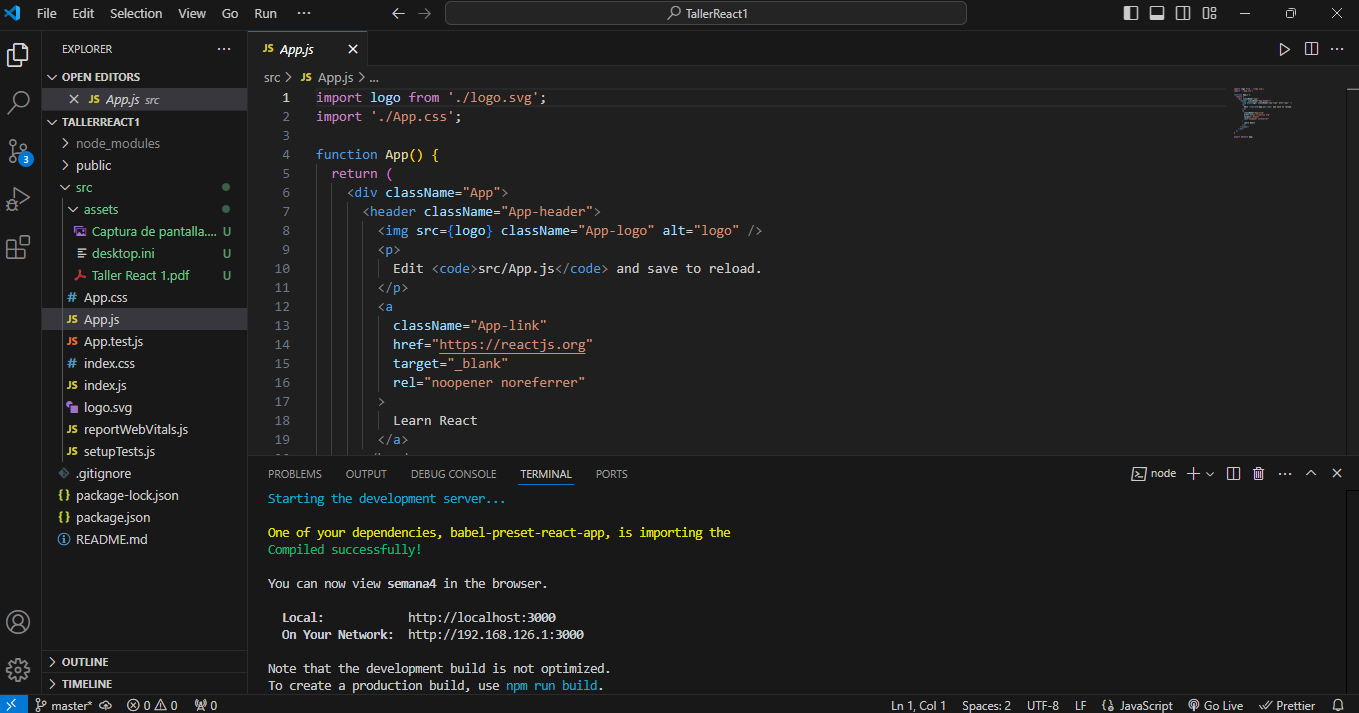 File Edit Selection View Go Run ··· TallerReact1
EXPLORER ···
OPEN EDITORS
JS App.js src
TALLERREACT1
node_modules
public
src
assets
Captura de pantalla.... U
desktop.ini U
Taller React 1.pdf U
# App.css
JS App.js
JS App.test.js
# index.css
JS index.js
logo.svg
JS reportWebVitals.js
JS setupTests.js
.gitignore
{} package-lock.json
{} package.json
README.md
OUTLINE
TIMELINE
3
JS App.js
src > JS App.js > ...
1 import logo from './logo.svg';
2 import './App.css';
3
4 function App() {
5 return (
6 <div className="App">
7 <header className="App-header">
8 <img src={logo} className="App-logo" alt="logo" />
9 <p>
10 Edit <code>src/App.js</code> and save to reload.
11 </p>
12 <a
13 className="App-link"
14 href="https://reactjs.org"
15 target="_blank"
16 rel="noopener noreferrer"
17 >
18 Learn React
19 </a>
PROBLEMS OUTPUT DEBUG CONSOLE TERMINAL PORTS node
Starting the development server...
One of your dependencies, babel-preset-react-app, is importing the
Compiled successfully!
You can now view semana4 in the browser.
Local: http://localhost:3000
On Your Network: http://192.168.126.1:3000
Note that the development build is not optimized.
To create a production build, use npm run build.
master* 0 0 0 Ln 1, Col 1 Spaces: 2 UTF-8 LF {} JavaScript Go Live Prettier